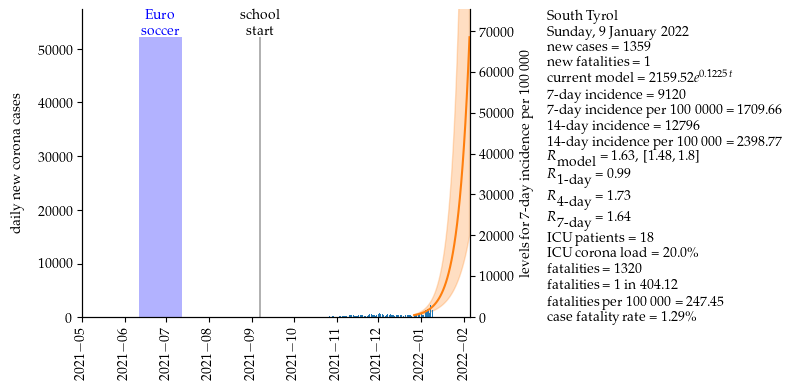 Euro
soccer
school
start
daily new corona cases
50000
40000
30000
20000
10000
0
70000
60000
50000
40000
30000
20000
10000
0
levels for 7-day incidence per 100 000
2021−05
2021−06
2021−07
2021−08
2021−09
2021−10
2021−11
2021−12
2022−01
2022−02
South Tyrol
Sunday, 9 January 2022
new cases = 1359
new fatalities = 1
current model = 2159.52e^0.1225 t
7-day incidence = 9120
7-day incidence per 100 0000 = 1709.66
14-day incidence = 12796
14-day incidence per 100 000 = 2398.77
R model = 1.63, [1.48, 1.8]
R 1-day = 0.99
R 4-day = 1.73
R 7-day = 1.64
ICU patients = 18
ICU corona load = 20.0%
fatalities = 1320
fatalities = 1 in 404.12
fatalities per 100 000 = 247.45
case fatality rate = 1.29%